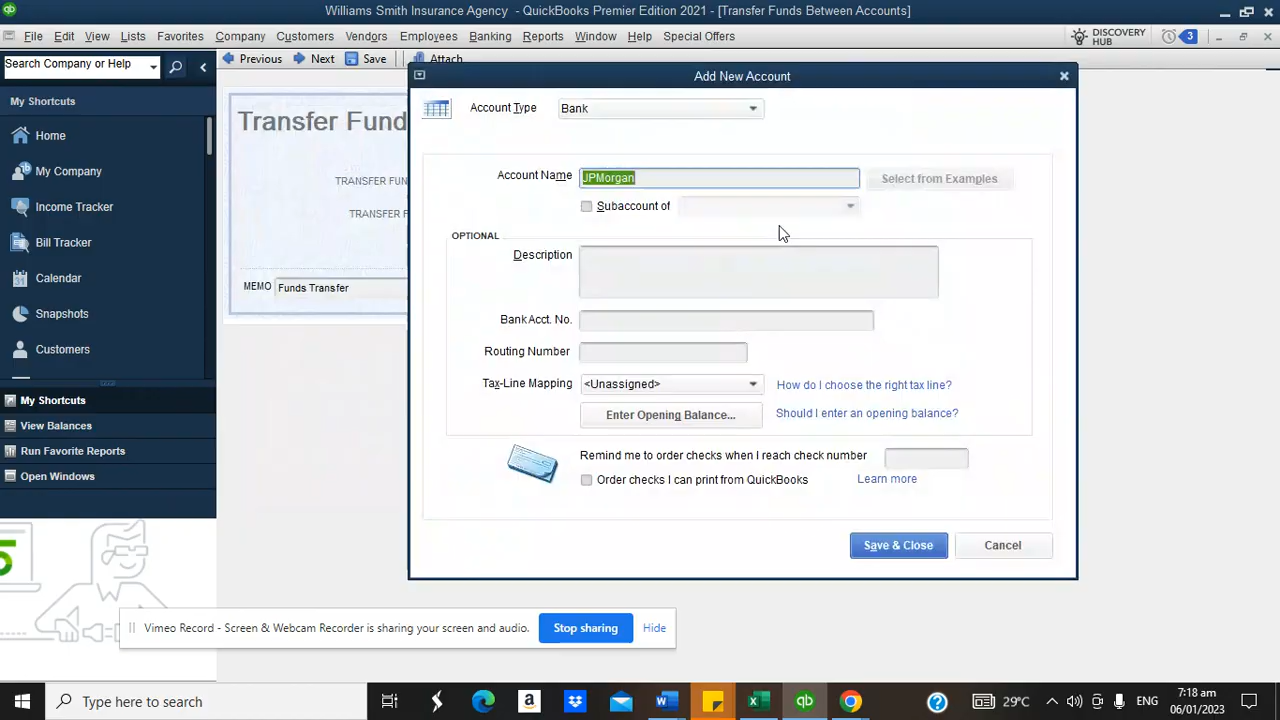 Williams Smith Insurance Agency - QuickBooks Premier Edition 2021 - [Transfer Funds Between Accounts]
File Edit View Lists Favorites Company Customers Vendors Employees Banking Reports Window Help Special Offers
DISCOVERY HUB 3
Search Company or Help
Previous Next Save Attach
My Shortcuts
Home
My Company
Income Tracker
Bill Tracker
Calendar
Snapshots
Customers
My Shortcuts
View Balances
Run Favorite Reports
Open Windows
Transfer Fund
TRANSFER FUN
TRANSFER F
MEMO Funds Transfer
Add New Account
Account Type Bank
Account Name JPMorgan Select from Examples
Subaccount of
OPTIONAL
Description
Bank Acct. No.
Routing Number
Tax-Line Mapping <Unassigned> How do I choose the right tax line?
Enter Opening Balance... Should I enter an opening balance?
Remind me to order checks when I reach check number
Order checks I can print from QuickBooks Learn more
Save & Close Cancel
5
Vimeo Record - Screen & Webcam Recorder is sharing your screen and audio. Stop sharing Hide
Type here to search
29°C ENG
7:18 am
06/01/2023